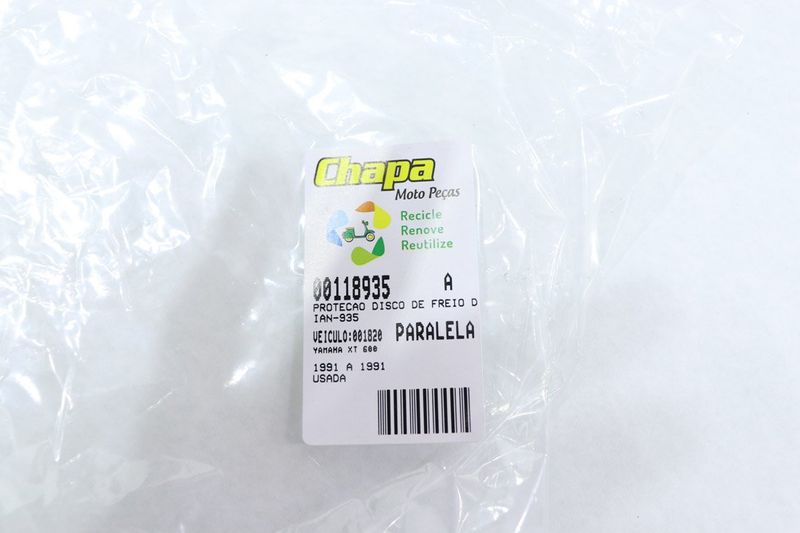 Chapa
Moto Peças
Recicle
Renove
Reutilize
00118935 A
PROTECAO DISCO DE FREIO D
IAN-935
VEICULO:001820 PARALELA
YAMAHA XT 600
1991 A 1991
USADA